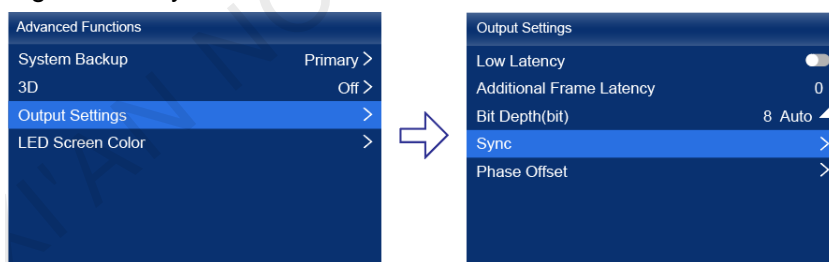 Advanced Functions
System Backup Primary >
3D Off >
Output Settings >
LED Screen Color >
Output Settings
Low Latency
Additional Frame Latency 0
Bit Depth(bit) 8 Auto
Sync >
Phase Offset >